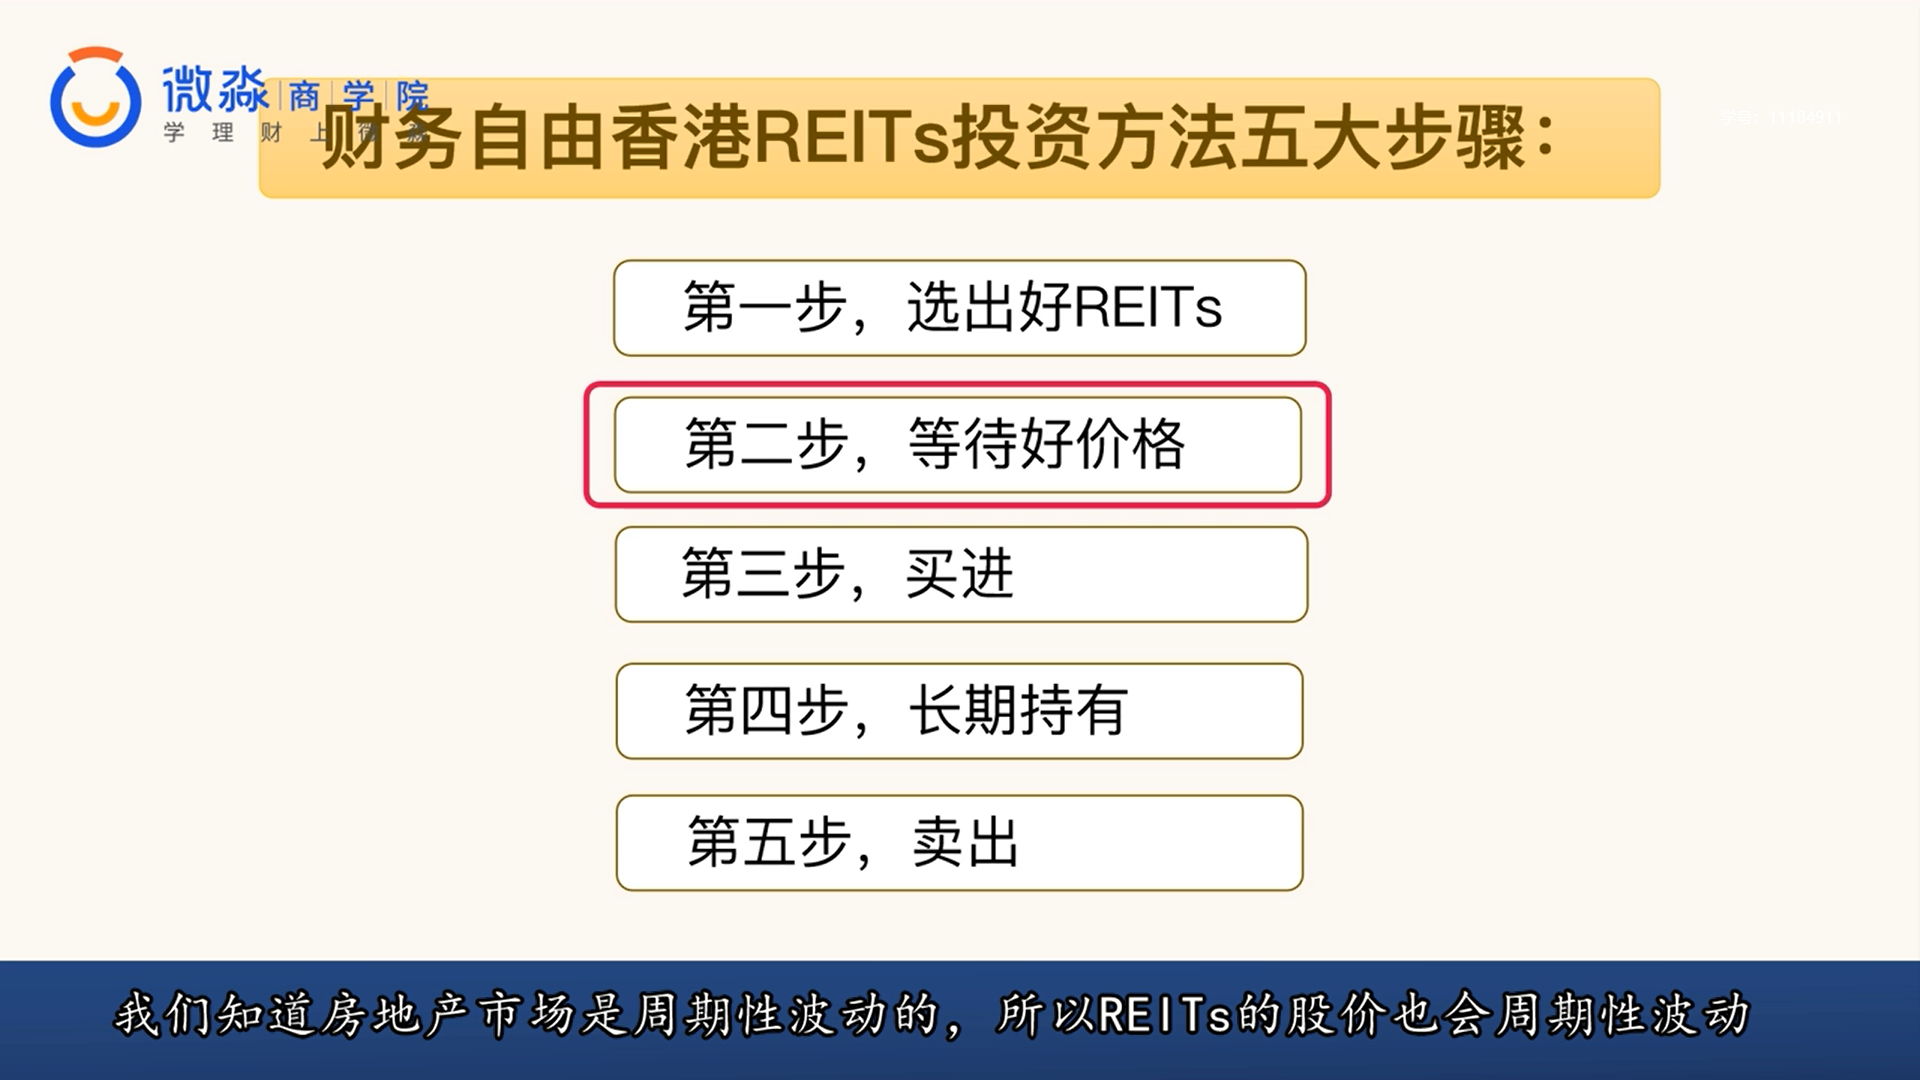 微淼商学院
学理财上微淼
财务自由香港REITs投资方法五大步骤：
学号：11184911
第一步，选出好REITs
第二步，等待好价格
第三步，买进
第四步，长期持有
第五步，卖出
我们知道房地产市场是周期性波动的，所以REITs的股价也会周期性波动